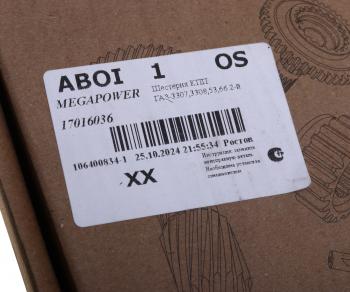 ABOI 1 OS
MEGAPOWER Шестерня КПП
ГАЗ-3307,3308,53,66 2-й
17016036
106400834-1 25.10.2024 21:55:34 Ростов
XX